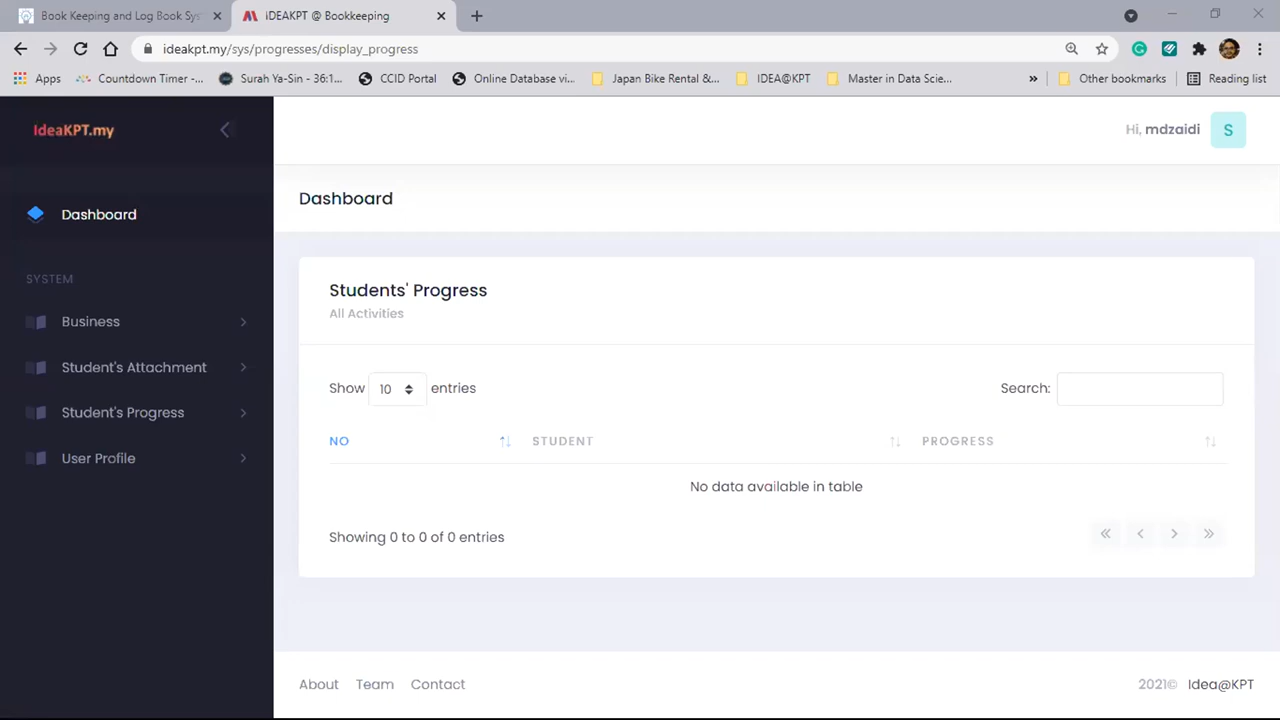 Book Keeping and Log Book Sys
iDEAKPT @ Bookkeeping
ideakpt.my/sys/progresses/display_progress
Apps
Countdown Timer -...
Surah Ya-Sin - 36:1...
CCID Portal
Online Database vi...
Japan Bike Rental &...
IDEA@KPT
Master in Data Scie...
»
Other bookmarks
Reading list
IdeaKPT.my
Hi, mdzaidi
S
Dashboard
Dashboard
SYSTEM
Business
Student's Attachment
Student's Progress
User Profile
Students' Progress
All Activities
Show 10 entries
Search:
NO STUDENT PROGRESS
No data available in table
Showing 0 to 0 of 0 entries
About Team Contact
2021© Idea@KPT